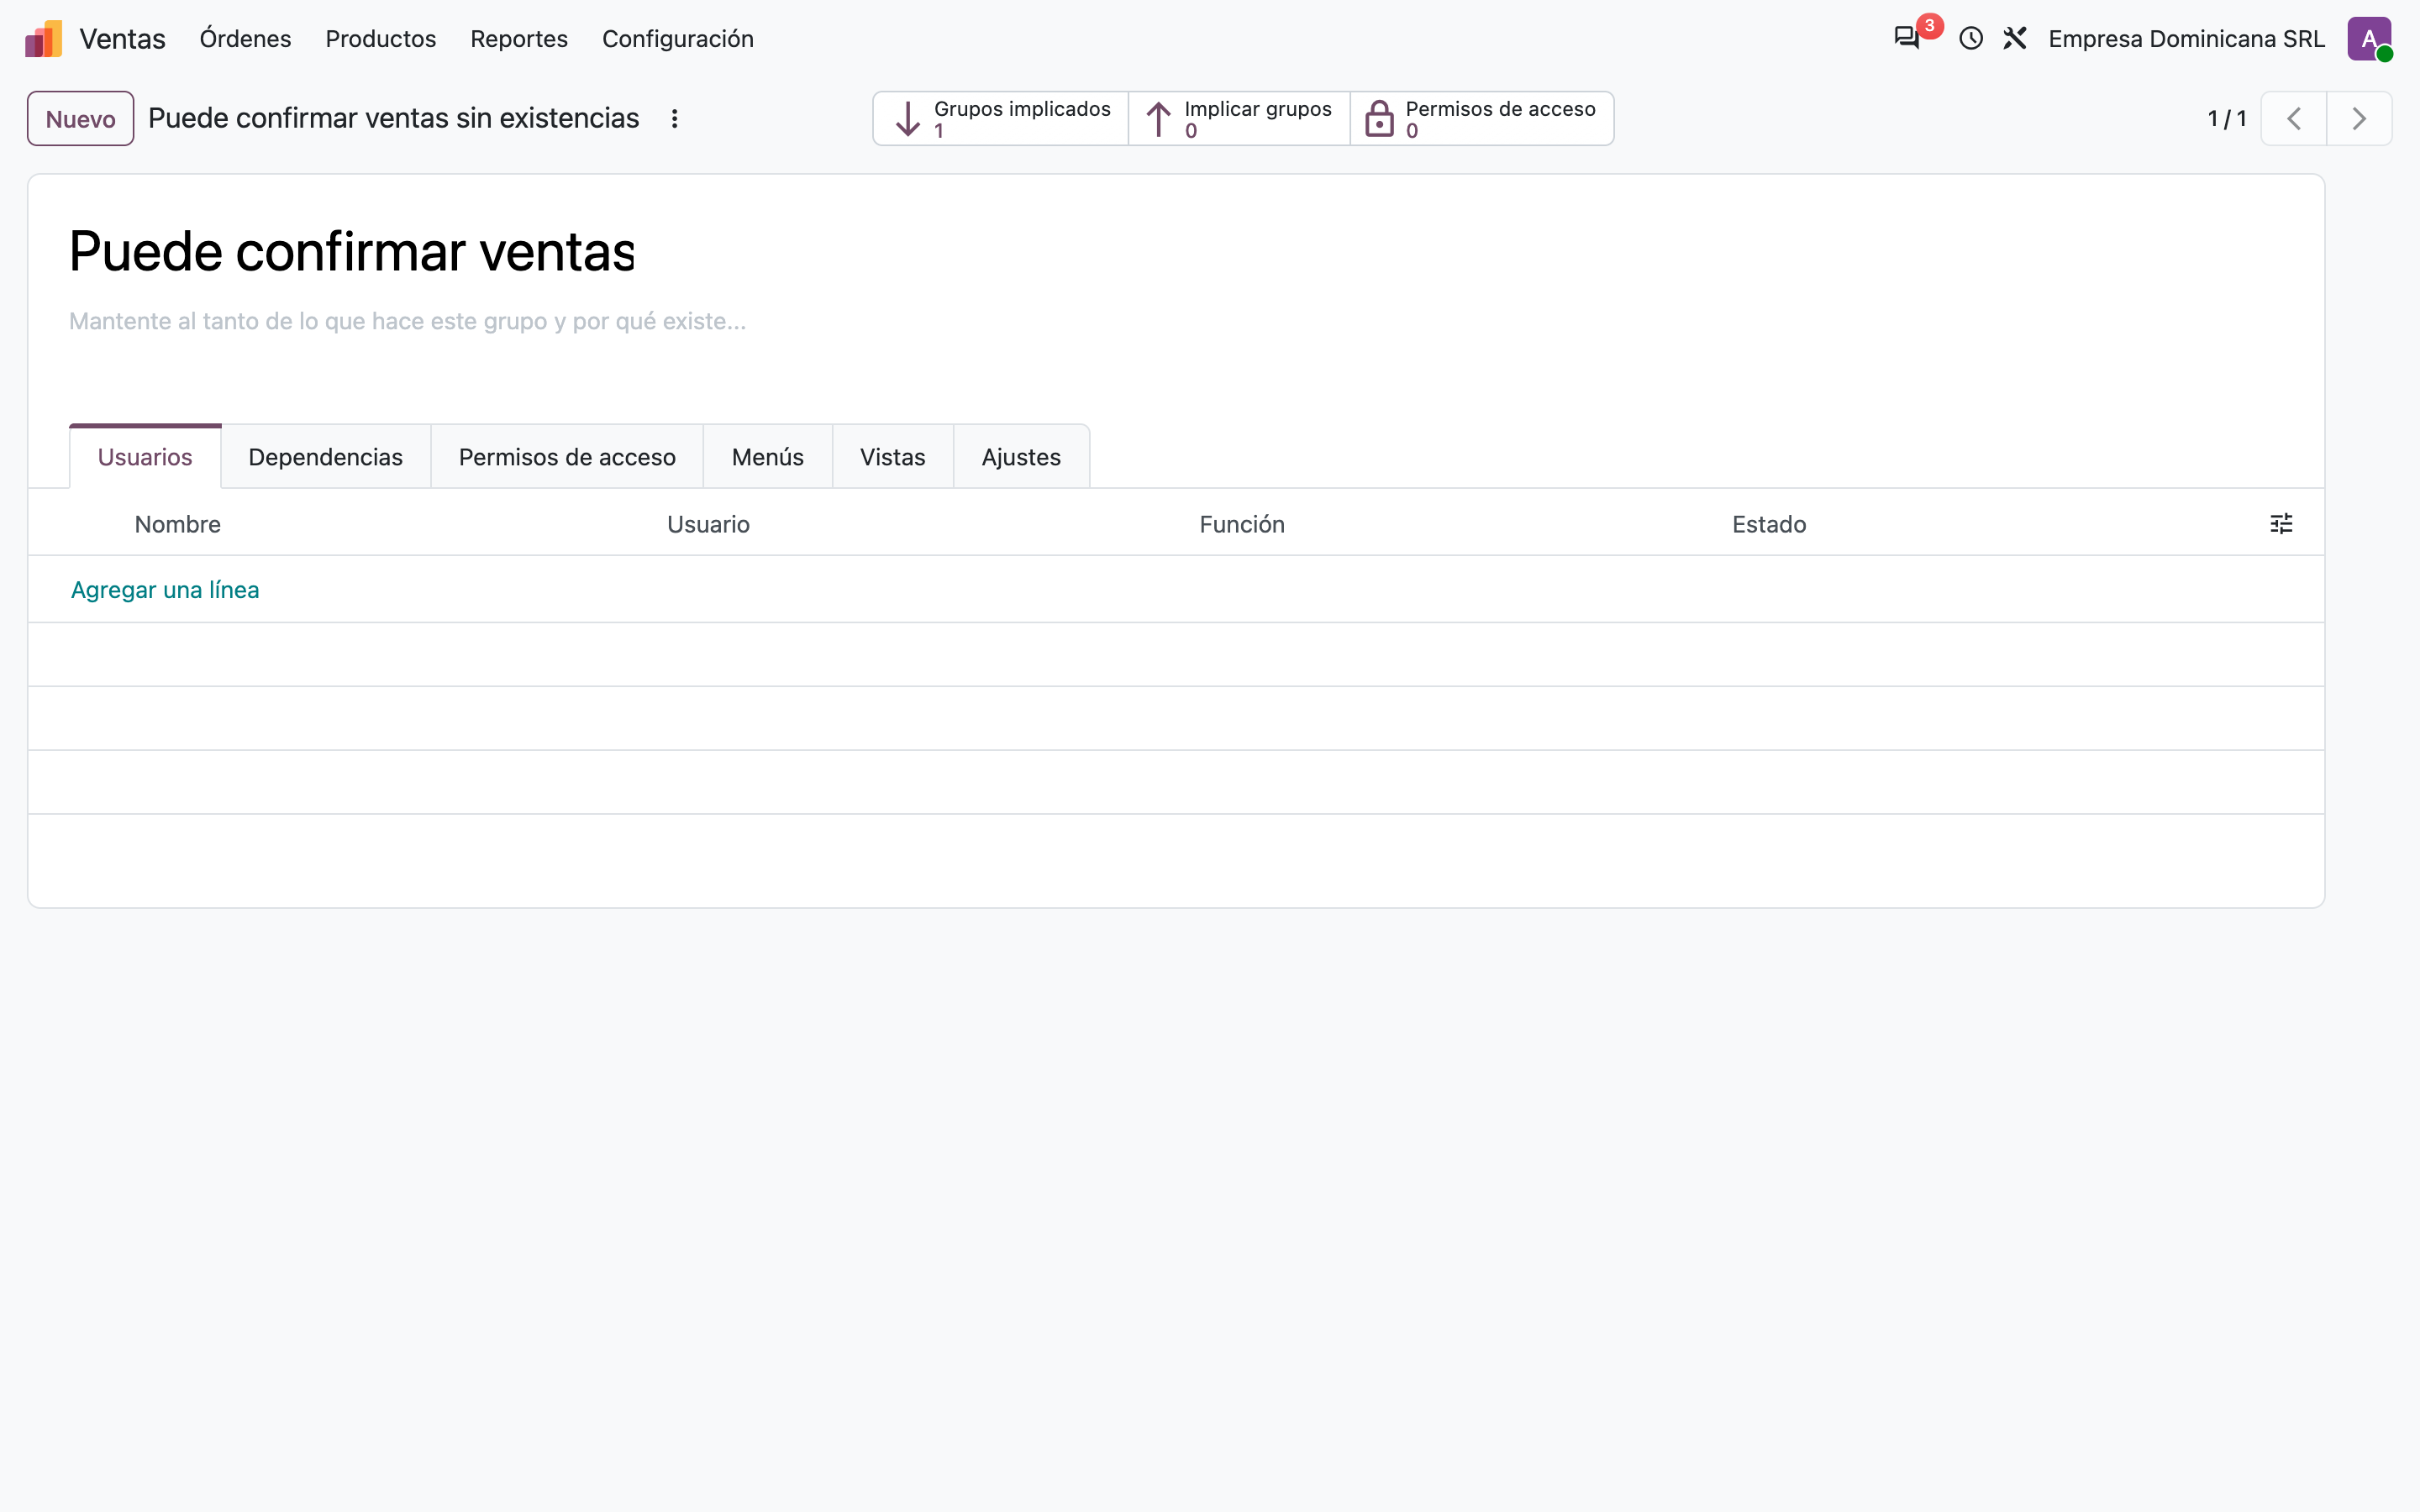 Ventas Órdenes Productos Reportes Configuración 3 Empresa Dominicana SRL A
Nuevo Puede confirmar ventas sin existencias Grupos implicados 1 Implicar grupos 0 Permisos de acceso 0 1 / 1
Puede confirmar ventas
Mantente al tanto de lo que hace este grupo y por qué existe...
Usuarios Dependencias Permisos de acceso Menús Vistas Ajustes
Nombre Usuario Función Estado
Agregar una línea